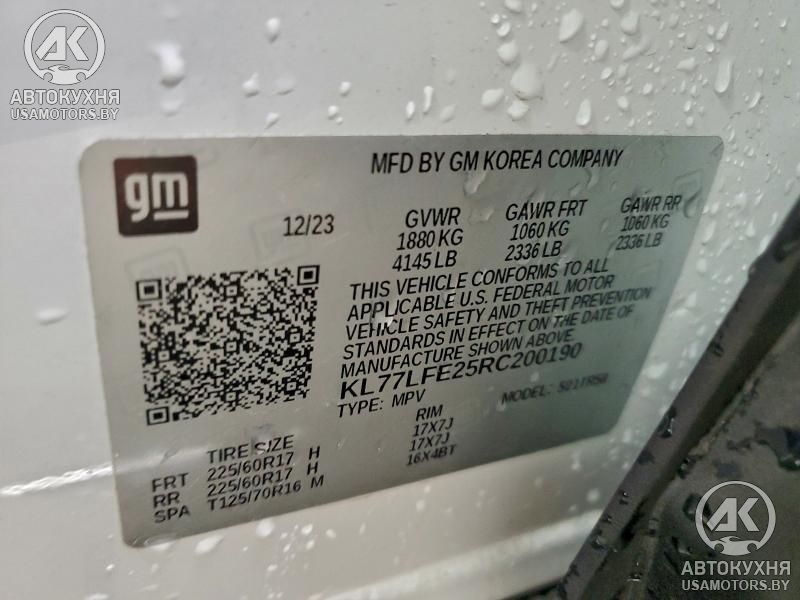 AK
АВТОКУХНЯ
USAMOTORS.BY
gm
MFD BY GM KOREA COMPANY
12/23
GVWR GAWR FRT GAWR RR
1880 KG 1060 KG 1060 KG
4145 LB 2336 LB 2336 LB
THIS VEHICLE CONFORMS TO ALL
APPLICABLE U.S. FEDERAL MOTOR
VEHICLE SAFETY AND THEFT PREVENTION
STANDARDS IN EFFECT ON THE DATE OF
MANUFACTURE SHOWN ABOVE.
KL77LFE25RC200190
TYPE: MPV MODEL:
TIRE SIZE RIM
FRT 225/60R17 H 17X7J
RR 225/60R17 H 17X7J
SPA T125/70R16 M 16X4BT
AK
АВТОКУХНЯ
USAMOTORS.BY